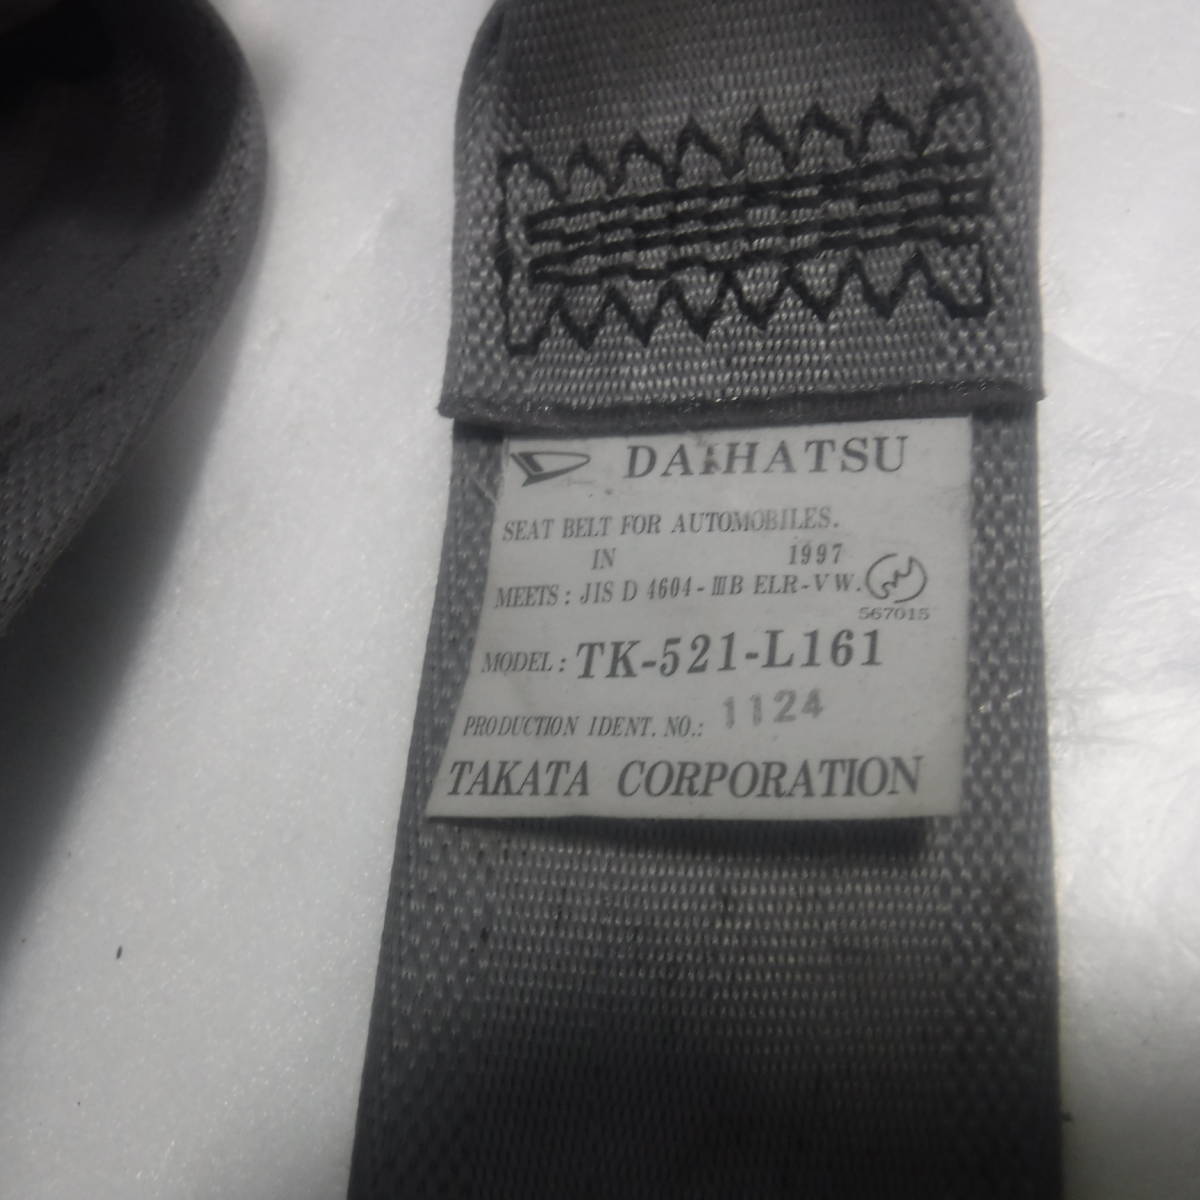 DAIHATSU
SEAT BELT FOR AUTOMOBILES.
IN 1997
MEETS: JIS D 4604-ⅢB ELR-VW.
567015
MODEL: TK-521-L161
PRODUCTION IDENT. NO.: 1124
TAKATA CORPORATION